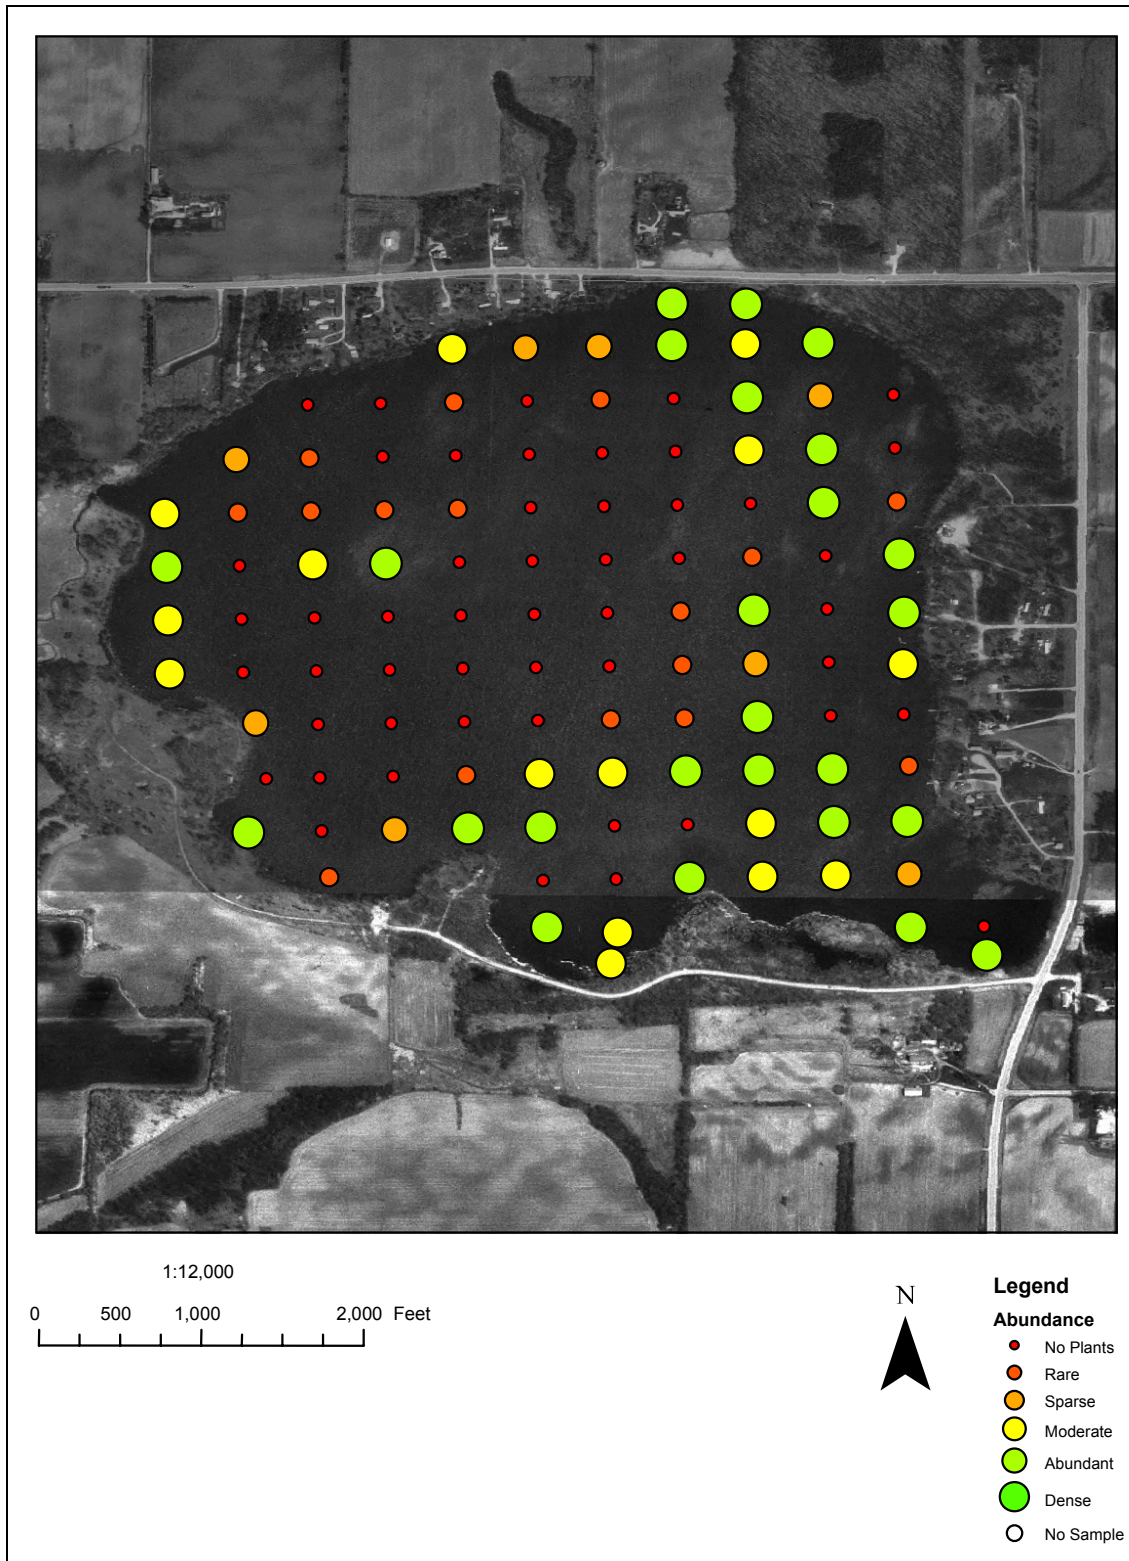 1:12,000
0 500 1,000 2,000 Feet
N
Legend
Abundance
No Plants
Rare
Sparse
Moderate
Abundant
Dense
No Sample